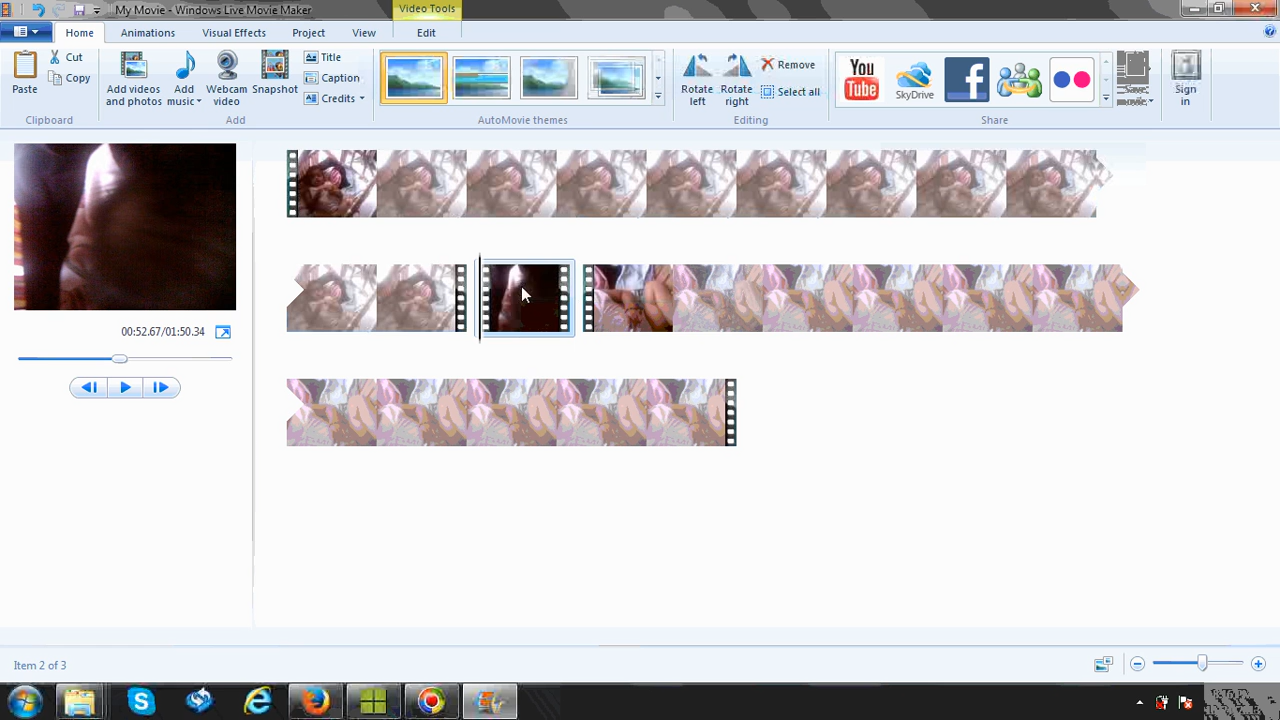 My Movie - Windows Live Movie Maker
Video Tools
Home
Animations
Visual Effects
Project
View
Edit
Paste
Cut
Copy
Clipboard
Add videos and photos
Add music
Webcam video
Snapshot
Title
Caption
Credits
Add
AutoMovie themes
Rotate left
Rotate right
Remove
Select all
Editing
You Tube
SkyDrive
f
Save movie
Share
Sign in
00:52.67/01:50.34
Item 2 of 3